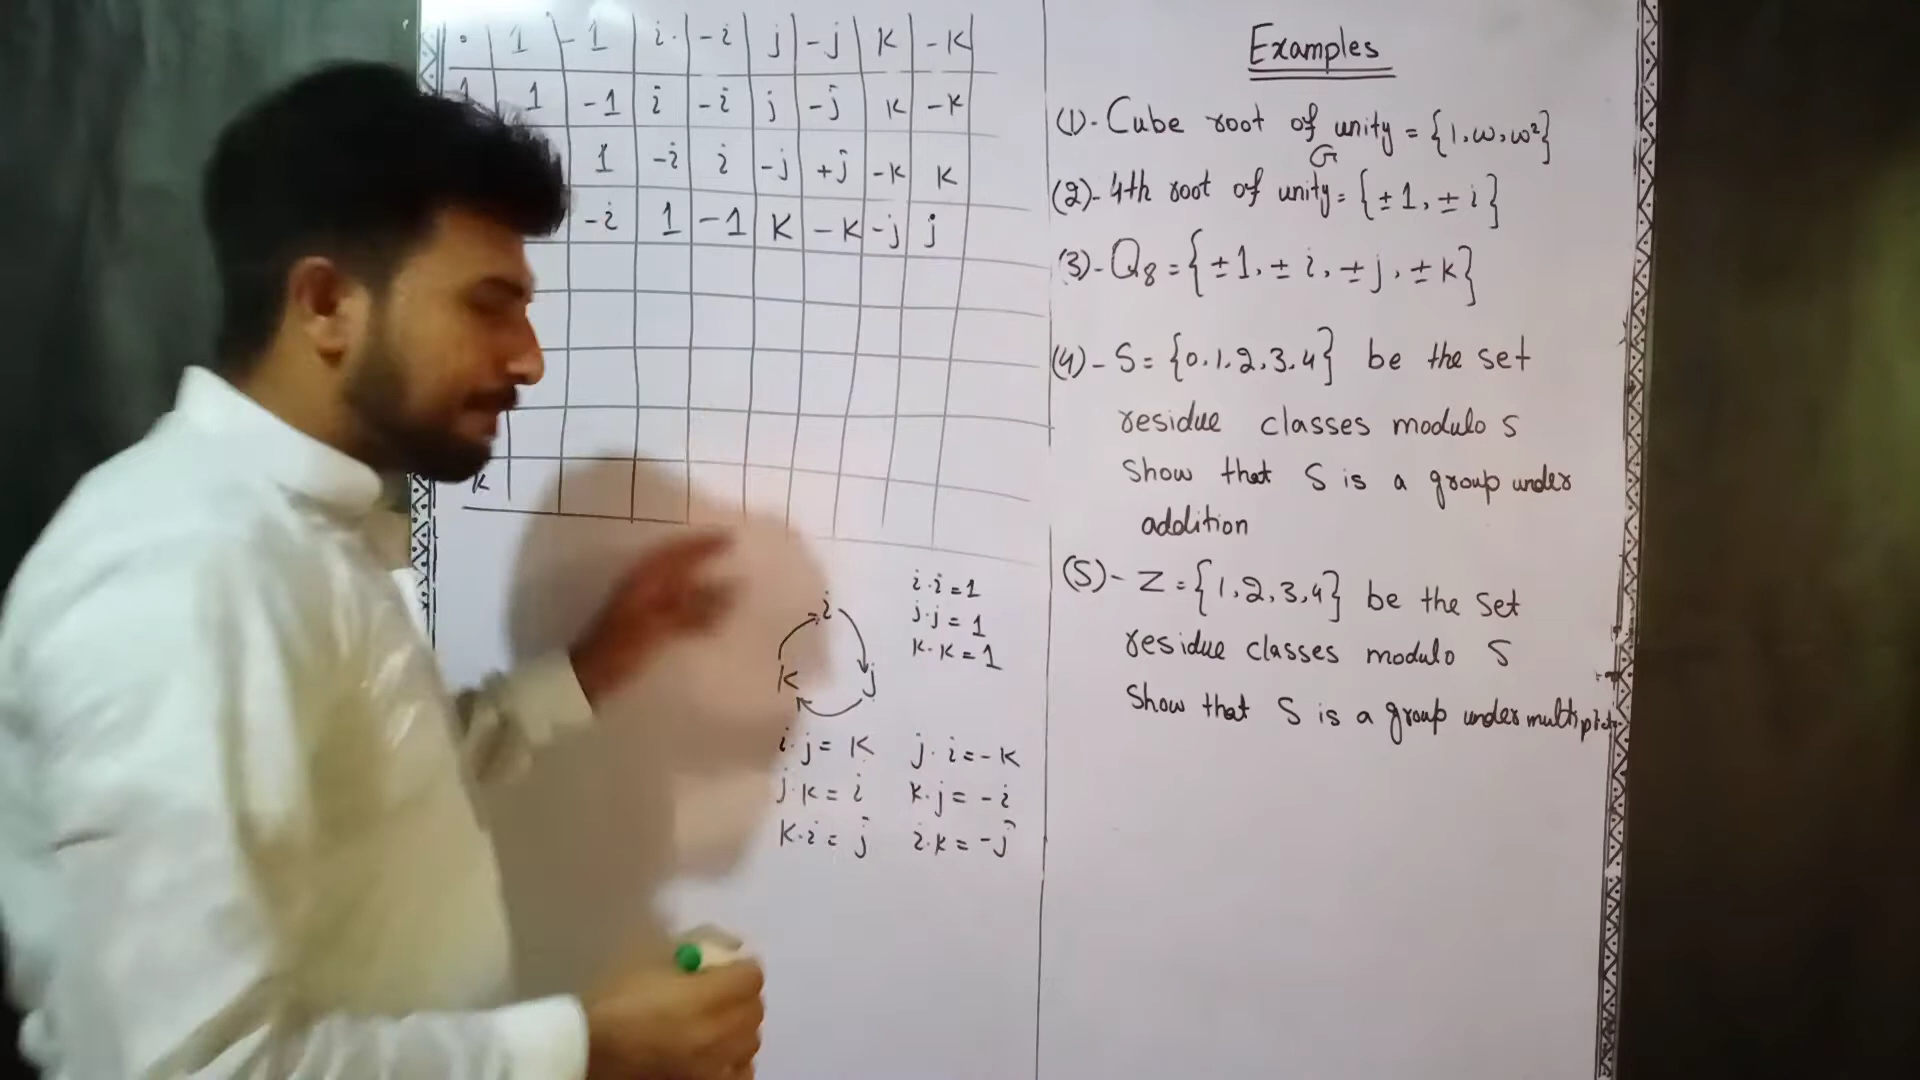 · 1 -1 i· -i j -j K -K
1 1 -1 i -i j -j K -K
1 -i i -j +j -K K
-i 1 -1 K -K -j j
K
i
K j
i·i=1
j·j=1
K·K=1
i·j=K j·i=-K
j·K=i K·j=-i
K·i=j i·K=-j
Examples
(1)-Cube root of unity={1,ω,ω²}
G
(2)-4th root of unity={±1,±i}
(3)-Q8={±1,±i,±j,±K}
(4)-S={0,1,2,3,4} be the set
residue classes modulo 5
Show that S is a group under
addition
(5)-Z={1,2,3,4} be the set
residue classes modulo 5
Show that S is a group under